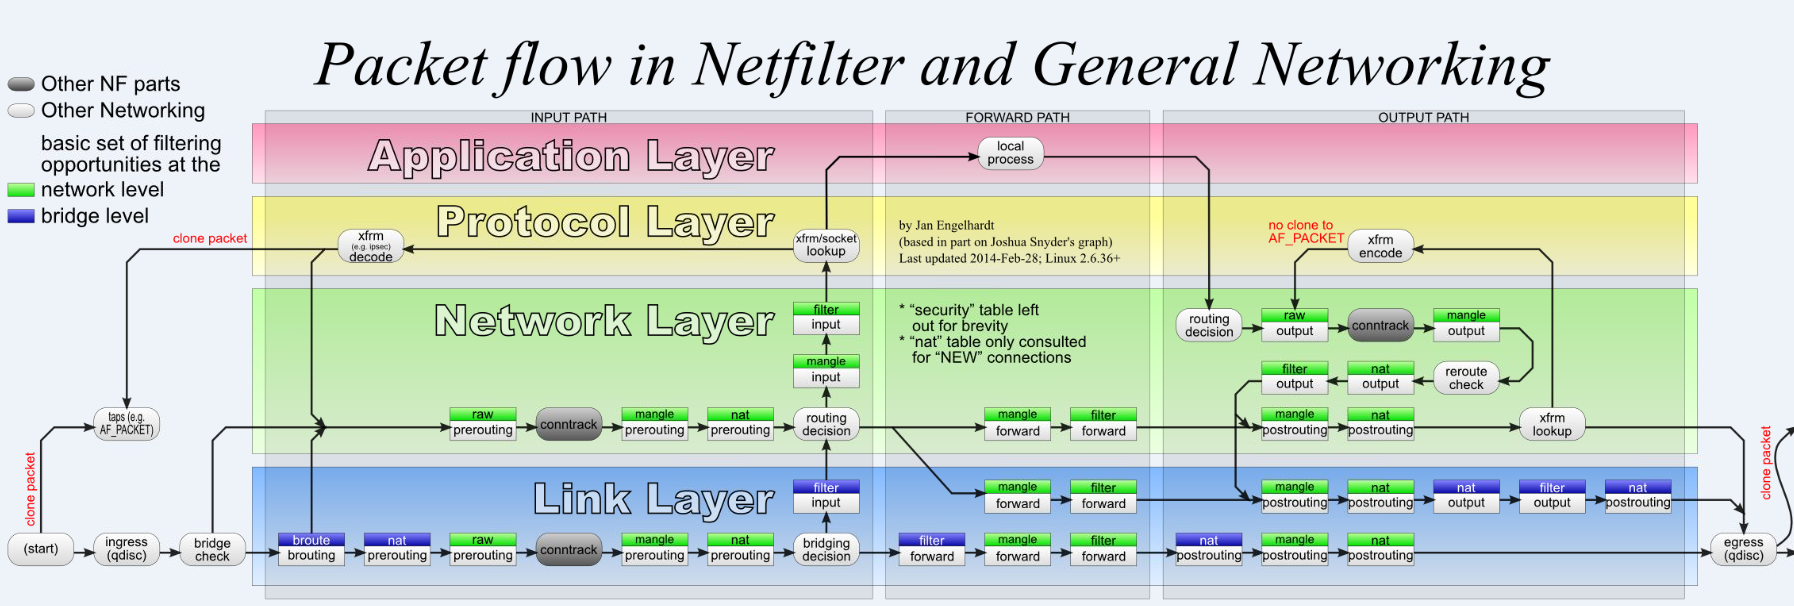 Packet flow in Netfilter and General Networking
Other NF parts
Other Networking
basic set of filtering
opportunities at the
network level
bridge level
INPUT PATH
FORWARD PATH
OUTPUT PATH
Application Layer
local
process
Protocol Layer
clone packet
xfrm
(e.g. ipsec)
decode
xfrm/socket
lookup
by Jan Engelhardt
(based in part on Joshua Snyder's graph)
Last updated 2014-Feb-28; Linux 2.6.36+
no clone to
AF_PACKET
xfrm
encode
Network Layer
filter
input
mangle
input
* “security” table left
out for brevity
* “nat” table only consulted
for “NEW” connections
routing
decision
raw
output
conntrack
mangle
output
filter
output
nat
output
reroute
check
taps (e.g.
AF_PACKET)
raw
prerouting
conntrack
mangle
prerouting
nat
prerouting
routing
decision
mangle
forward
filter
forward
mangle
postrouting
nat
postrouting
xfrm
lookup
clone packet
clone packet
Link Layer
filter
input
mangle
forward
filter
forward
mangle
postrouting
nat
postrouting
nat
output
filter
output
nat
postrouting
(start)
ingress
(qdisc)
bridge
check
broute
brouting
nat
prerouting
raw
prerouting
conntrack
mangle
prerouting
nat
prerouting
bridging
decision
filter
forward
mangle
forward
filter
forward
nat
postrouting
mangle
postrouting
nat
postrouting
egress
(qdisc)